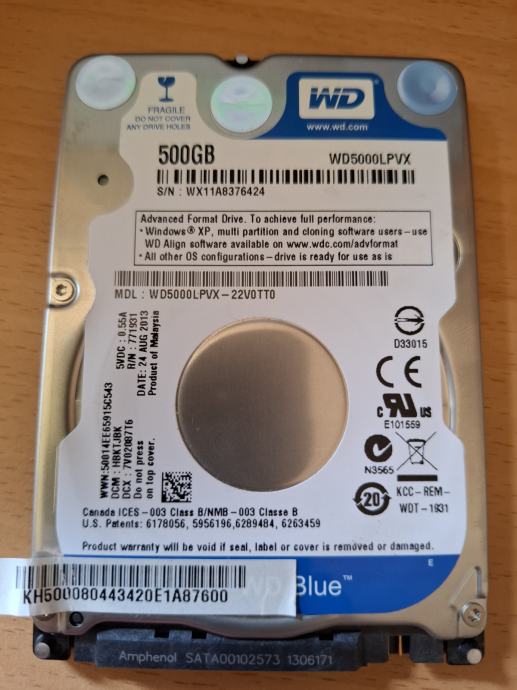 FRAGILE
DO NOT COVER
ANY DRIVE HOLES
WD
www.wd.com
500GB
WD5000LPVX
S/N : WX11A8376424
Advanced Format Drive. To achieve full performance:
• Windows XP, multi partition and cloning software users – use
WD Align software available on www.wdc.com/advformat
• All other OS configurations – drive is ready for use as is
MDL : WD5000LPVX–22V0TT0
5VDC : 0.55A
R/N : 771931
DATE: 24 AUG 2013
Product of Malaysia
WWN:50014EE65915C543
DCM : HBKTJBK
DCX : 7V02087T6
Do not press
on top cover.
D33015
CE
c UL us
E101559
N3565
20
KCC-REM-
WDT-1931
Canada ICES –003 Class B/NMB –003 Classe B
U.S. Patents: 6178056, 5956196,6289484, 6263459
Product warranty will be void if seal, label or cover is removed or damaged.
E
Blue™
KH500080443420E1A87600
Amphenol SATA00102573 1306171